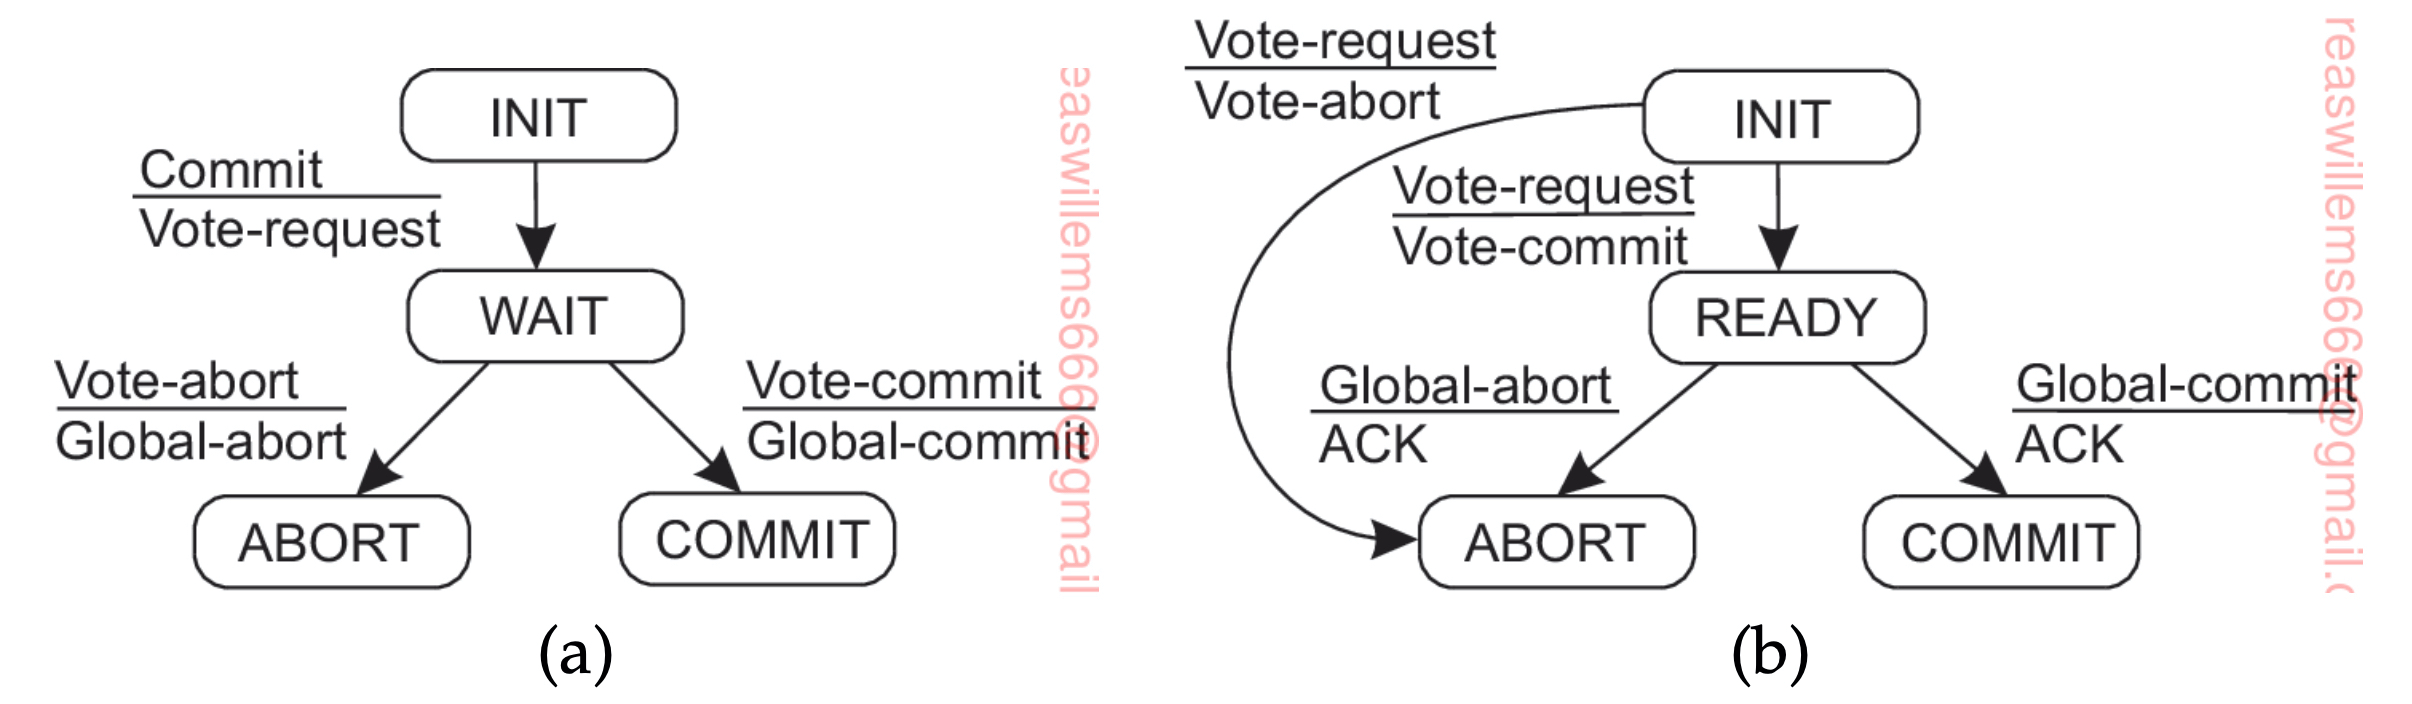 INIT
Commit
Vote-request
WAIT
Vote-abort
Global-abort
Vote-commit
Global-commit
ABORT
COMMIT
(a)
easwillems666@gmail
Vote-request
Vote-abort
INIT
Vote-request
Vote-commit
READY
Global-abort
ACK
Global-commit
ACK
ABORT
COMMIT
(b)
reaswillems666@gmail.c